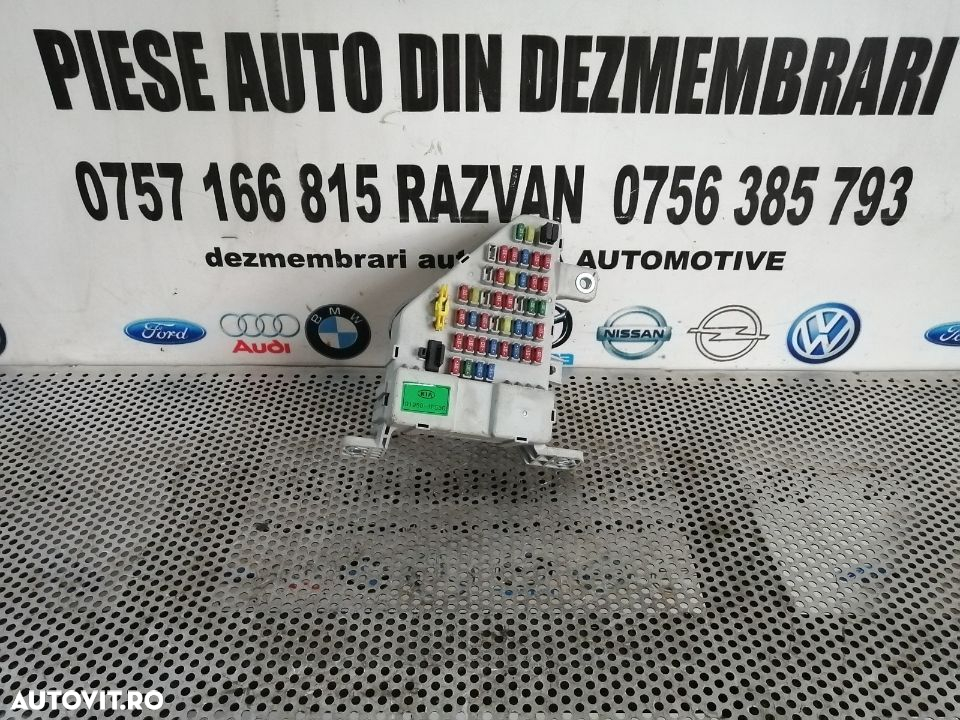 PIESE AUTO DIN DEZMEMBRARI
0757 166 815 RAZVAN 0756 385 793
dezmembrari AUTOMOTIVE
Ford
Audi
BMW
NISSAN
Ford
KIA
AUTOVIT.RO